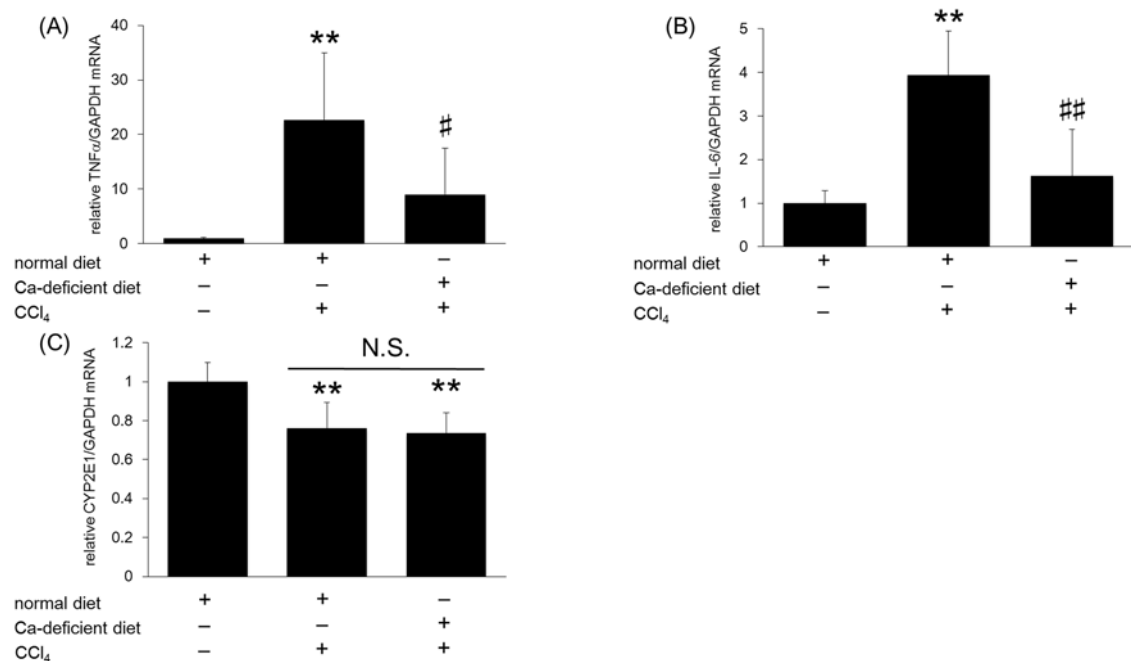 (A)
relative TNFα/GAPDH mRNA
40
30
20
10
0
**
♯
normal diet + + −
Ca-deficient diet − − +
CCl₄ − + +
(B)
relative IL-6/GAPDH mRNA
5
4
3
2
1
0
**
♯♯
normal diet + + −
Ca-deficient diet − − +
CCl₄ − + +
(C)
relative CYP2E1/GAPDH mRNA
1.2
1
0.8
0.6
0.4
0.2
0
N.S.
** **
normal diet + + −
Ca-deficient diet − − +
CCl₄ − + +